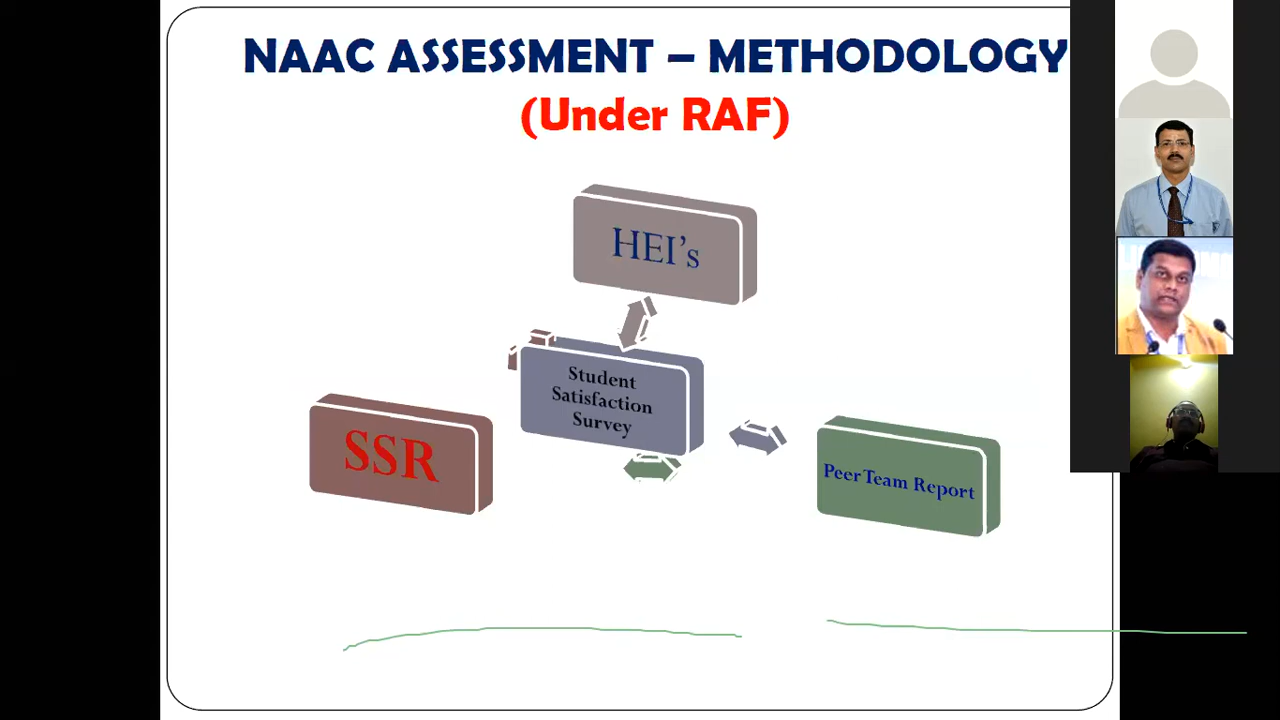 NAAC ASSESSMENT – METHODOLOGY
(Under RAF)
HEI's
Student
Satisfaction
Survey
SSR
Peer Team Report